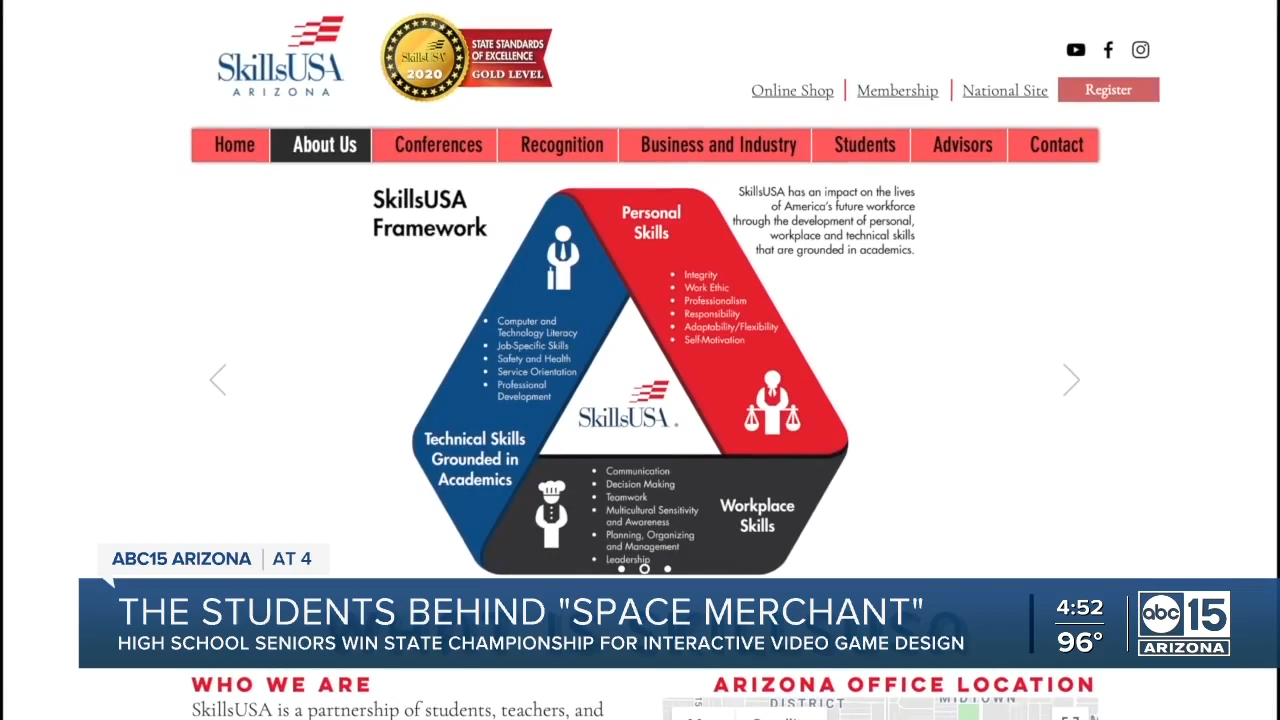 SkillsUSA
ARIZONA
SkillsUSA
2020
STATE STANDARDS
OF EXCELLENCE
GOLD LEVEL
Online Shop
Membership
National Site
Register
Home
About Us
Conferences
Recognition
Business and Industry
Students
Advisors
Contact
SkillsUSA
Framework
SkillsUSA has an impact on the lives
of America's future workforce
through the development of personal,
workplace and technical skills
that are grounded in academics.
Personal
Skills
• Integrity
• Work Ethic
• Professionalism
• Responsibility
• Adaptability/Flexibility
• Self-Motivation
• Computer and
Technology Literacy
• Job-Specific Skills
• Safety and Health
• Service Orientation
• Professional
Development
SkillsUSA®
Technical Skills
Grounded in
Academics
• Communication
• Decision Making
• Teamwork
• Multicultural Sensitivity
and Awareness
• Planning, Organizing
and Management
• Leadership
Workplace
Skills
ABC15 ARIZONA | AT 4
THE STUDENTS BEHIND "SPACE MERCHANT"
HIGH SCHOOL SENIORS WIN STATE CHAMPIONSHIP FOR INTERACTIVE VIDEO GAME DESIGN
4:52
96°
abc 15
ARIZONA
WHO WE ARE
SkillsUSA is a partnership of students, teachers, and
ARIZONA OFFICE LOCATION
DISTRICT
MIDTOWN